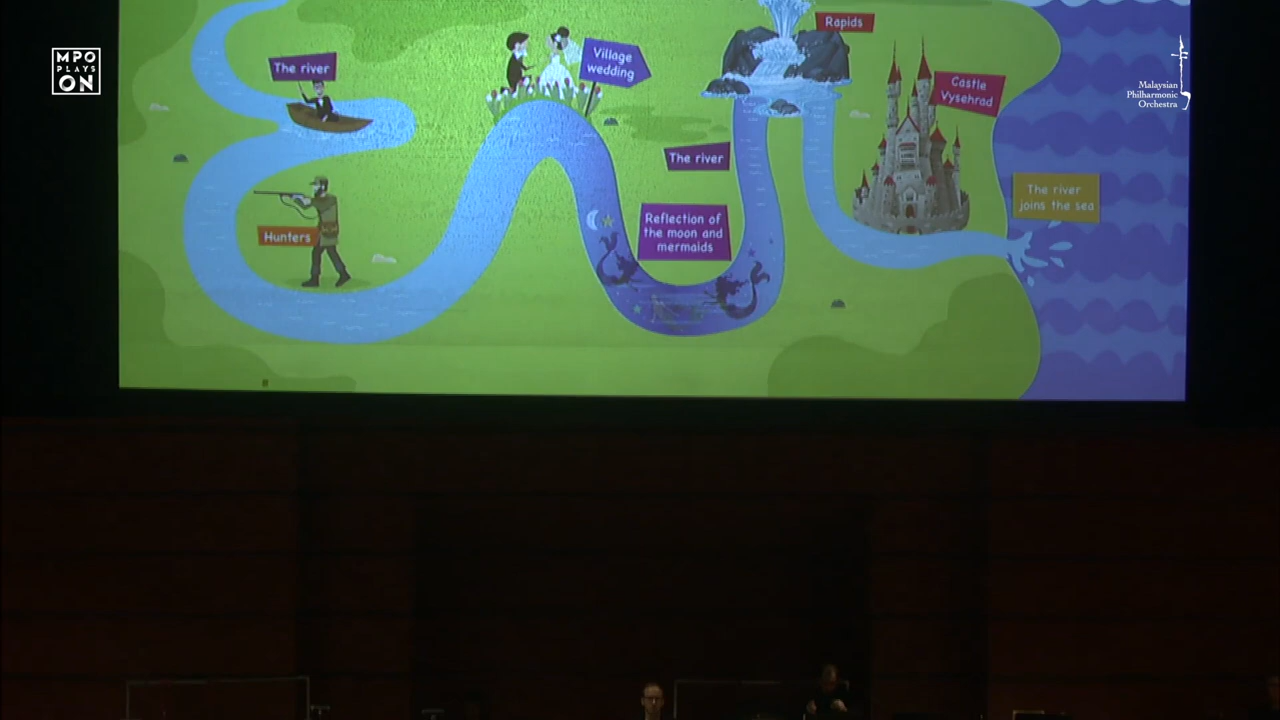 MPO
PLAYS
ON
The river
Village
wedding
Rapids
Castle
Vysehrad
Malaysian
Philharmonic
Orchestra
The river
The river
joins the sea
Hunters
Reflection of
the moon and
mermaids